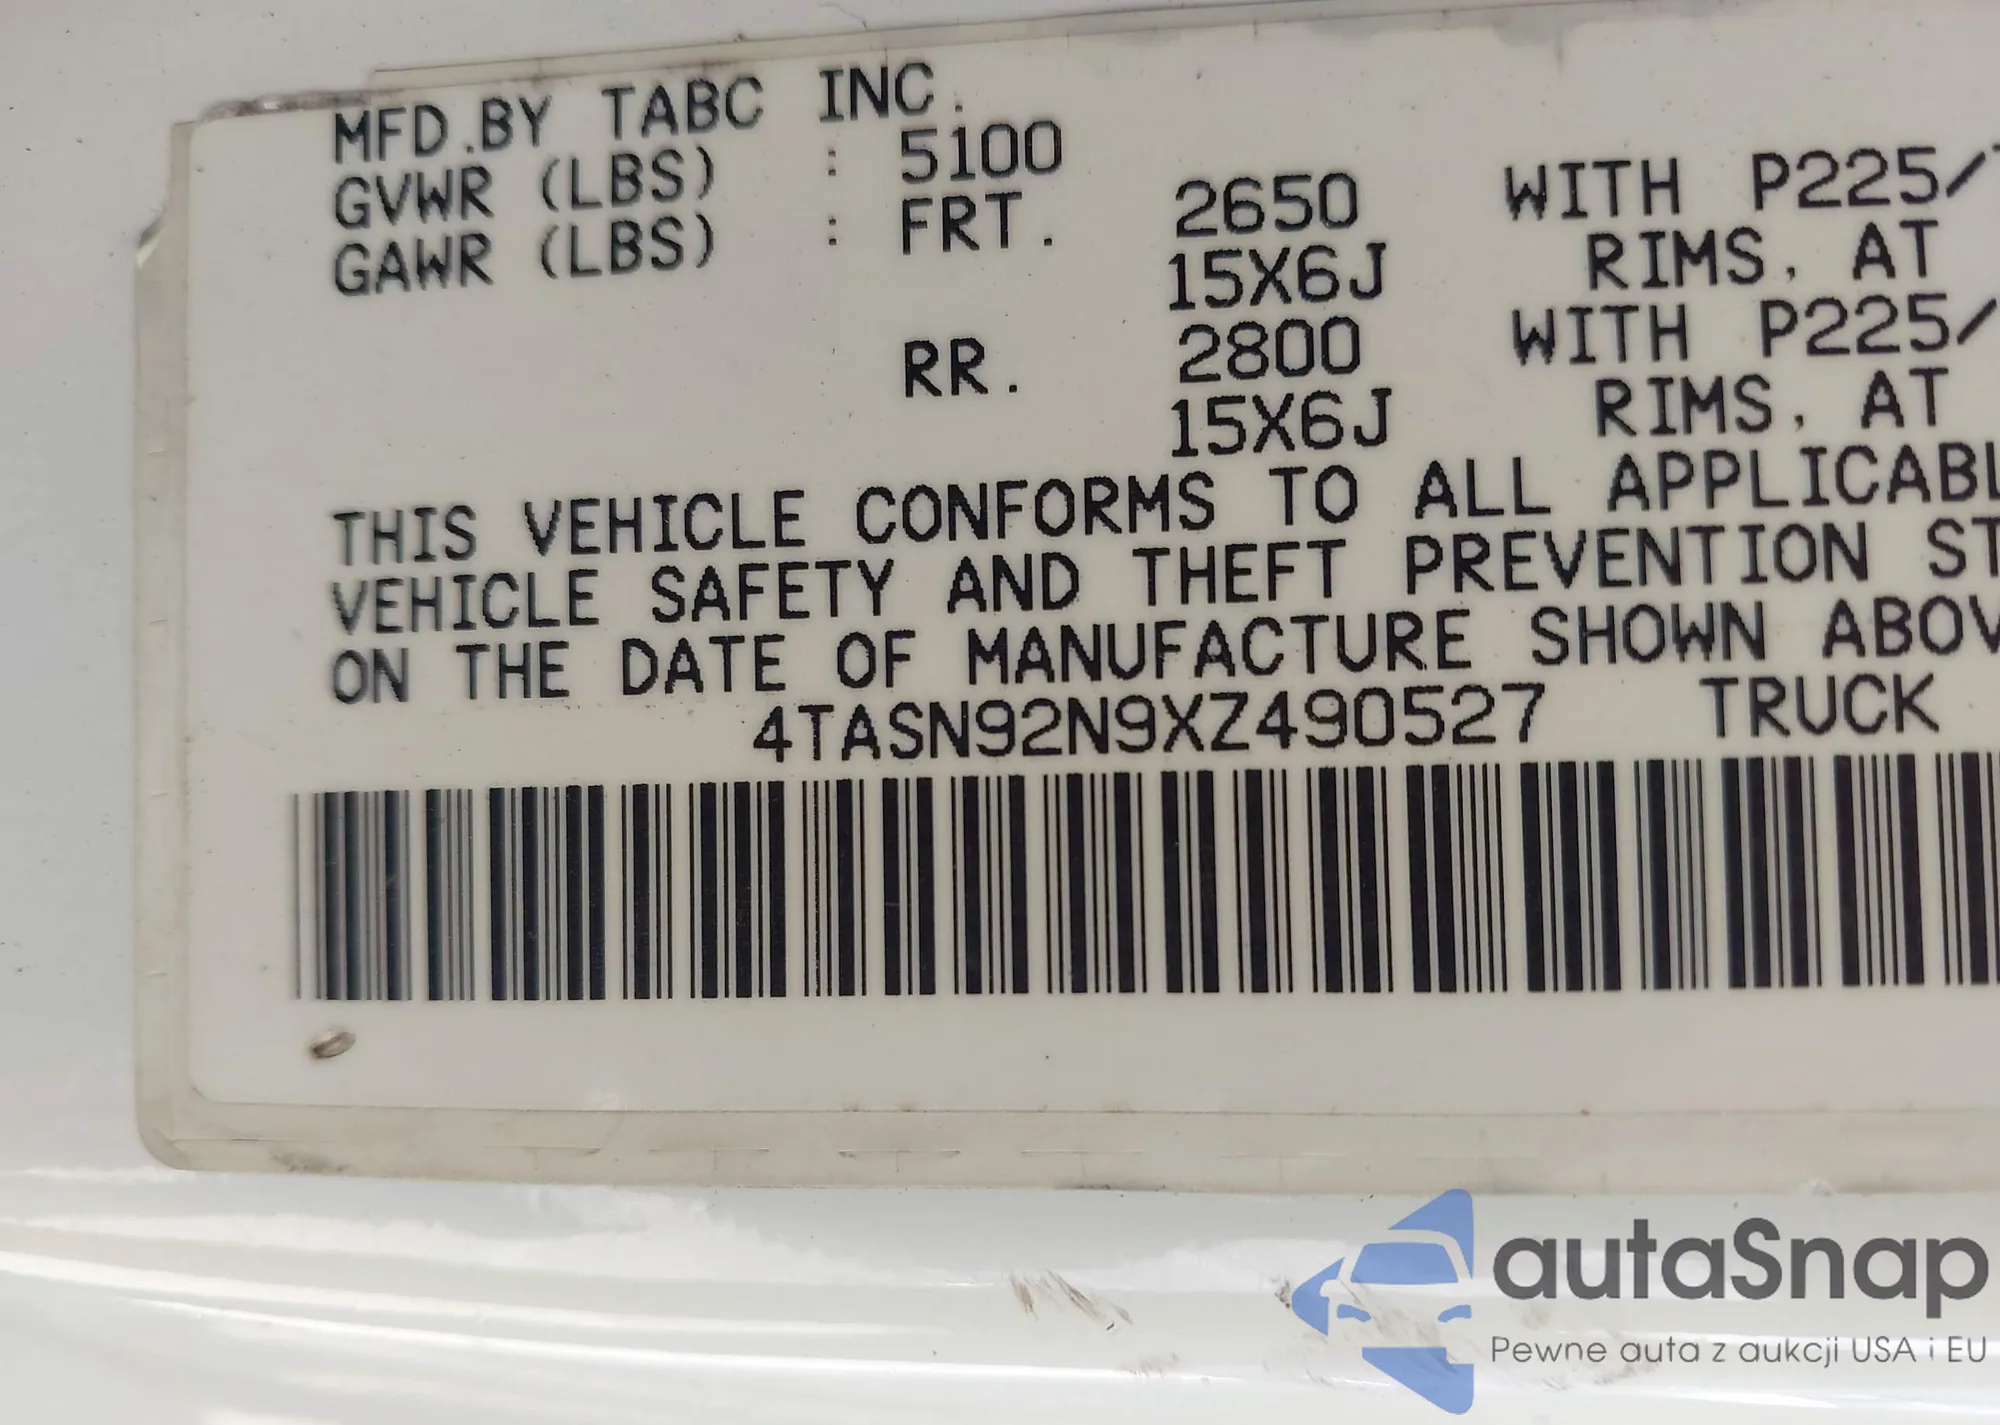 MFD.BY TABC INC.
GVWR (LBS) : 5100
GAWR (LBS) : FRT. 2650 WITH P225/
15X6J RIMS, AT
RR. 2800 WITH P225/
15X6J RIMS, AT
THIS VEHICLE CONFORMS TO ALL APPLICABL
VEHICLE SAFETY AND THEFT PREVENTION ST
ON THE DATE OF MANUFACTURE SHOWN ABOV
4TASN92N9XZ490527 TRUCK
autaSnap
Pewne auta z aukcji USA i EU